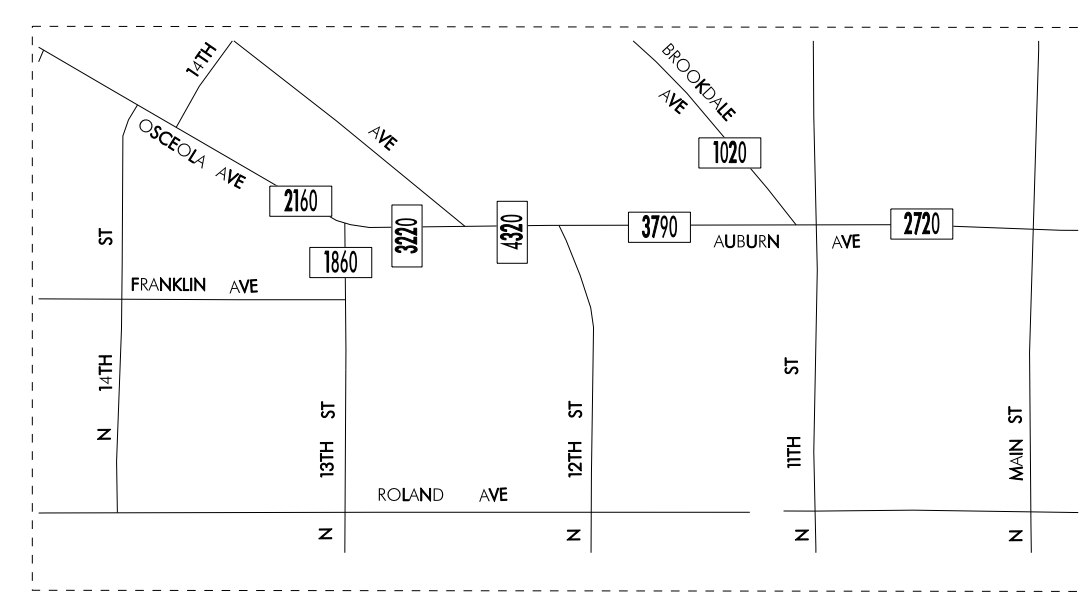 14TH
AVE
BROOKDALE
AVE
OSCEOLA AVE
1020
2160
3220
4320
3790
2720
AUBURN AVE
ST
1860
FRANKLIN AVE
N 14TH
13TH ST
12TH ST
11TH ST
MAIN ST
ROLAND AVE
N
N
N
N